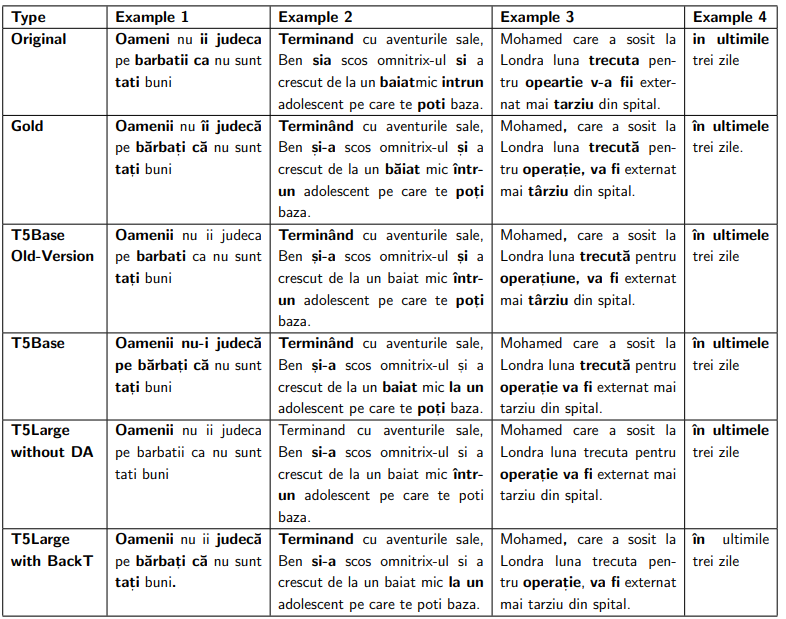 Type Example 1 Example 2 Example 3 Example 4
Original
Oameni nu ii judeca
pe barbatii ca nu sunt
tati buni
Terminand cu aventurile sale,
Ben sia scos omnitrix-ul si a
crescut de la un baiatmic intrun
adolescent pe care te poti baza.
Mohamed care a sosit la
Londra luna trecuta pen-
tru opeartie v-a fii exter-
nat mai tarziu din spital.
in ultimile
trei zile
Gold
Oamenii nu îi judecă
pe bărbați că nu sunt
tați buni
Terminând cu aventurile sale,
Ben și-a scos omnitrix-ul și a
crescut de la un băiat mic într-
un adolescent pe care te poți
baza.
Mohamed, care a sosit la
Londra luna trecută pen-
tru operație, va fi externat
mai târziu din spital.
în ultimele
trei zile.
T5Base
Old-Version
Oamenii nu ii judeca
pe barbati ca nu sunt
tați buni
Terminând cu aventurile sale,
Ben și-a scos omnitrix-ul și a
crescut de la un baiat mic într-
un adolescent pe care te poți
baza.
Mohamed, care a sosit la
Londra luna trecută pentru
operațiune, va fi externat
mai târziu din spital.
în ultimele
trei zile
T5Base
Oamenii nu-i judecă
pe bărbați că nu sunt
tați buni
Terminând cu aventurile sale,
Ben și-a scos omnitrix-ul și a
crescut de la un baiat mic la un
adolescent pe care te poți baza.
Mohamed care a sosit la
Londra luna trecută pentru
operație va fi externat mai
tarziu din spital.
în ultimele
trei zile
T5Large
without DA
Oamenii nu ii judeca
pe barbatii ca nu sunt
tati buni
Terminand cu aventurile sale,
Ben si-a scos omnitrix-ul si a
crescut de la un baiat mic într-
un adolescent pe care te poti
baza.
Mohamed care a sosit la
Londra luna trecuta pentru
operație va fi externat mai
tarziu din spital.
în ultimele
trei zile
T5Large
with BackT
Oamenii nu ii judecă
pe bărbați că nu sunt
tați buni.
Terminand cu aventurile sale,
Ben si-a scos omnitrix-ul si a
crescut de la un baiat mic la un
adolescent pe care te poti baza.
Mohamed, care a sosit la
Londra luna trecuta pen-
tru operație, va fi externat
mai tarziu din spital.
în ultimile
trei zile